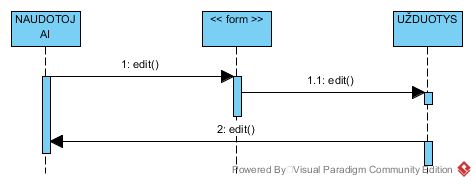 NAUDOTOJ
AI
<< form >>
UŽDUOTYS
1: edit()
1.1: edit()
2: edit()
Powered By Visual Paradigm Community Edition